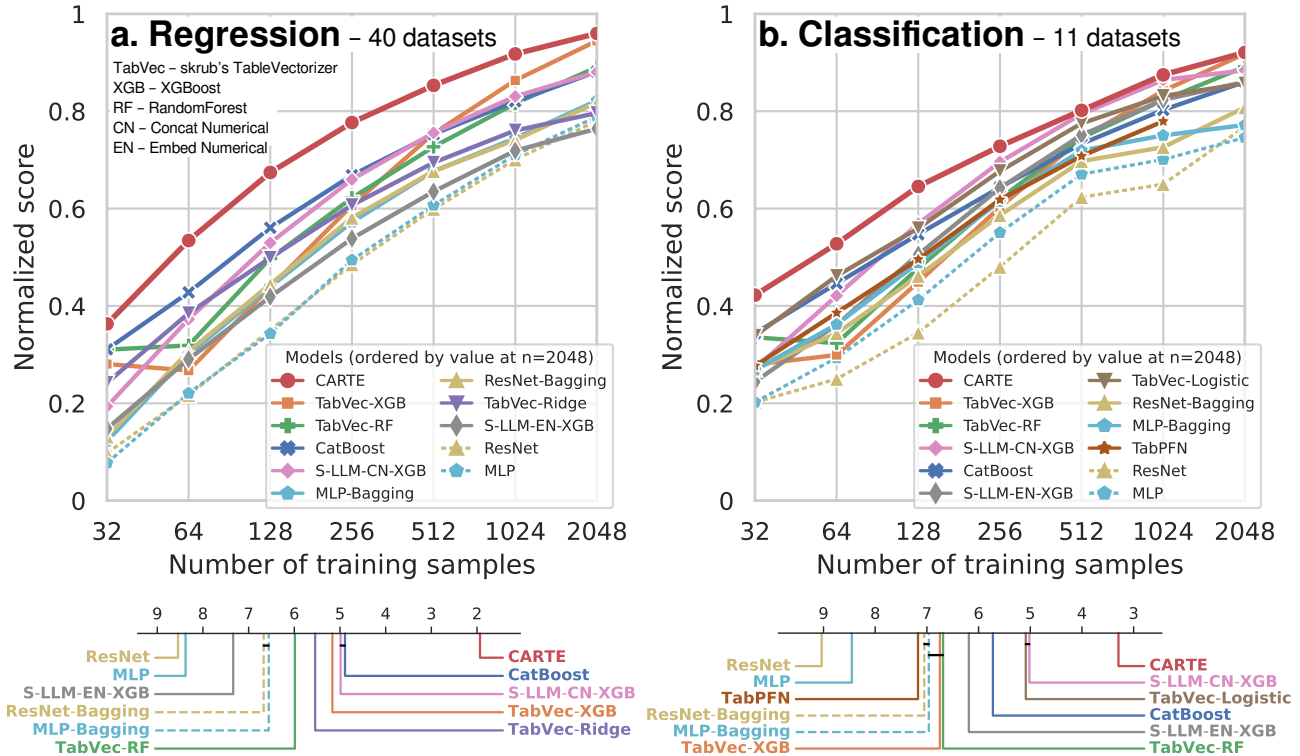 a. Regression – 40 datasets
TabVec – skrub's TableVectorizer
XGB – XGBoost
RF – RandomForest
CN – Concat Numerical
EN – Embed Numerical
Normalized score
1
0.8
0.6
0.4
0.2
0
Models (ordered by value at n=2048)
CARTE
TabVec-XGB
TabVec-RF
CatBoost
S-LLM-CN-XGB
MLP-Bagging
ResNet-Bagging
TabVec-Ridge
S-LLM-EN-XGB
ResNet
MLP
32 64 128 256 512 1024 2048
Number of training samples
9 8 7 6 5 4 3 2
ResNet
MLP
S-LLM-EN-XGB
ResNet-Bagging
MLP-Bagging
TabVec-RF
CARTE
CatBoost
S-LLM-CN-XGB
TabVec-XGB
TabVec-Ridge
b. Classification – 11 datasets
Normalized score
1
0.8
0.6
0.4
0.2
0
Models (ordered by value at n=2048)
CARTE
TabVec-XGB
TabVec-RF
S-LLM-CN-XGB
CatBoost
S-LLM-EN-XGB
TabVec-Logistic
ResNet-Bagging
MLP-Bagging
TabPFN
ResNet
MLP
32 64 128 256 512 1024 2048
Number of training samples
9 8 7 6 5 4 3
ResNet
MLP
TabPFN
ResNet-Bagging
MLP-Bagging
TabVec-XGB
CARTE
S-LLM-CN-XGB
TabVec-Logistic
CatBoost
S-LLM-EN-XGB
TabVec-RF